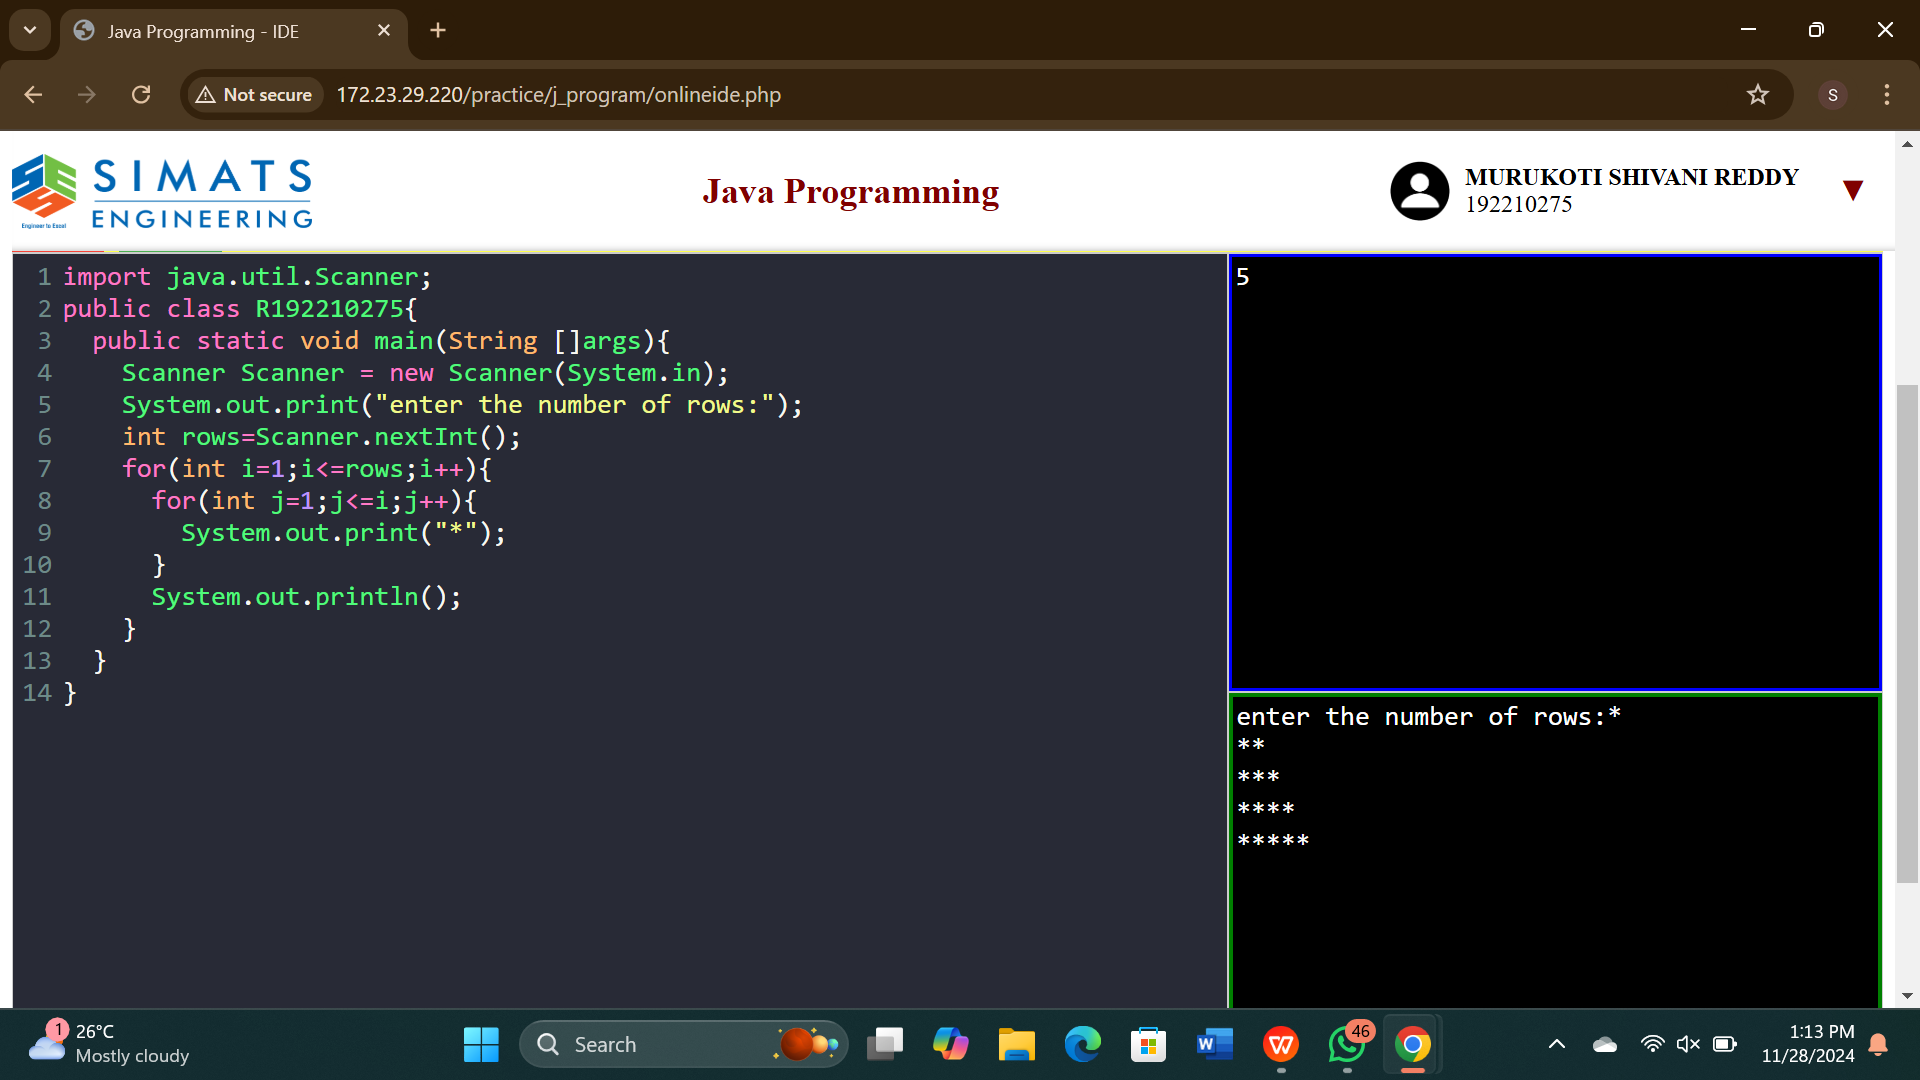 Java Programming - IDE
Not secure
172.23.29.220/practice/j_program/onlineide.php
S
SIMATS
ENGINEERING
Engineer to Excel
Java Programming
MURUKOTI SHIVANI REDDY
192210275
1 import java.util.Scanner;
2 public class R192210275{
3   public static void main(String []args){
4     Scanner Scanner = new Scanner(System.in);
5     System.out.print("enter the number of rows:");
6     int rows=Scanner.nextInt();
7     for(int i=1;i<=rows;i++){
8       for(int j=1;j<=i;j++){
9         System.out.print("*");
10       }
11       System.out.println();
12     }
13   }
14 }
5
enter the number of rows:*
**
***
****
*****
1
26°C
Mostly cloudy
Search
W
W
46
1:13 PM
11/28/2024